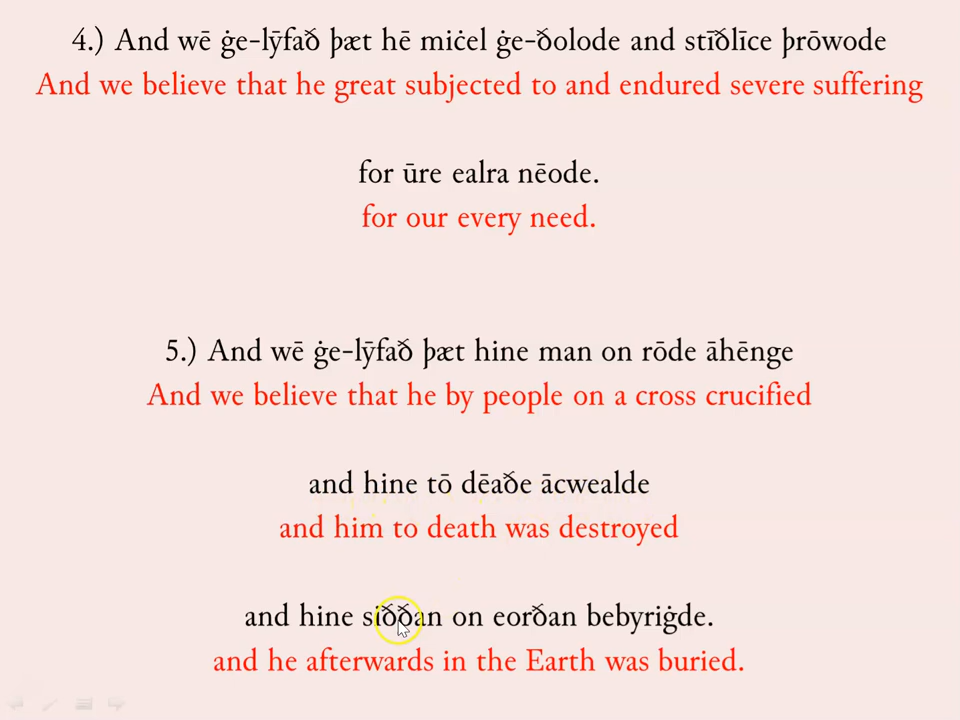 4.) And wē ġe-lȳfað þæt hē miċel ġe-ðolode and stīðlīce þrōwode
And we believe that he great subjected to and endured severe suffering
for ūre ealra nēode.
for our every need.
5.) And wē ġe-lȳfað þæt hine man on rōde āhēnge
And we believe that he by people on a cross crucified
and hine tō dēaðe ācwealde
and him to death was destroyed
and hine siððan on eorðan bebyriġde.
and he afterwards in the Earth was buried.